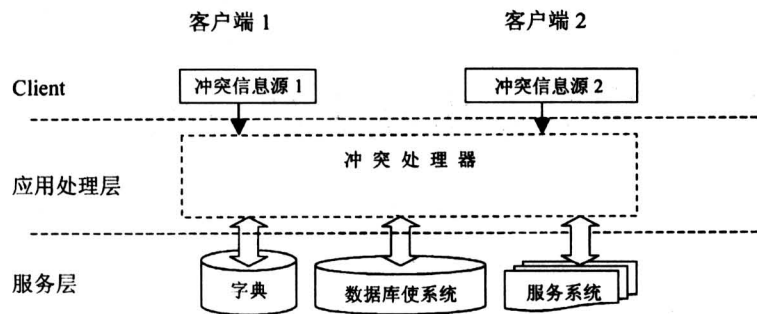 客户端 1 客户端 2
Client 冲突信息源 1 冲突信息源 2
冲突处理器
应用处理层
服务层 字典 数据库使系统 服务系统